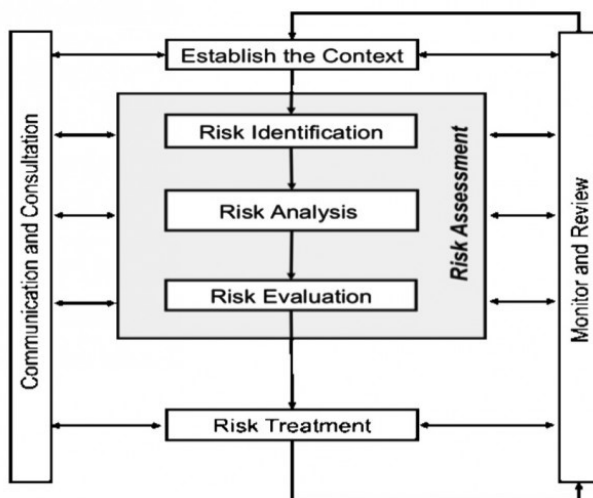 Establish the Context
Risk Identification
Risk Analysis
Risk Evaluation
Risk Assessment
Risk Treatment
Communication and Consultation
Monitor and Review